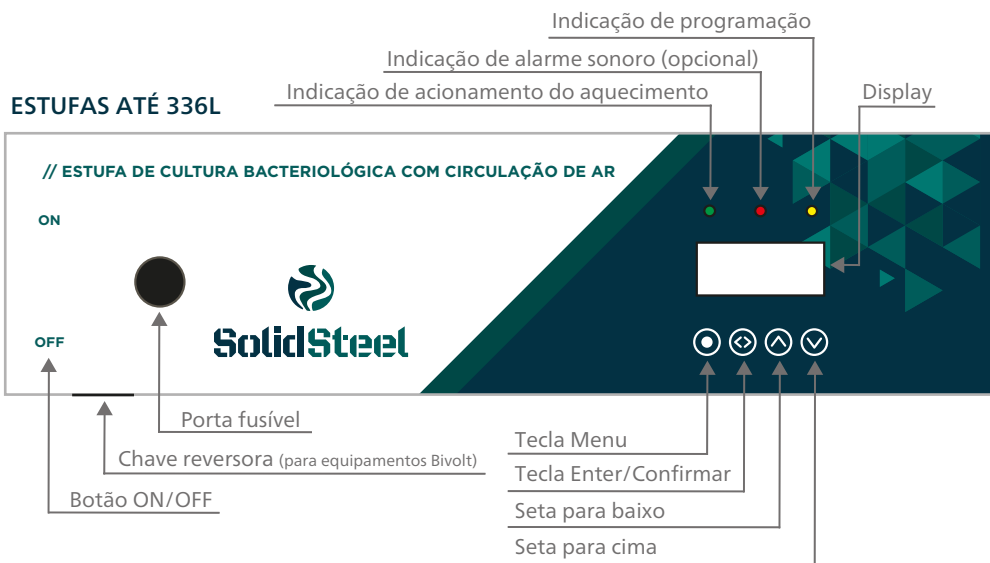 Indicação de programação
Indicação de alarme sonoro (opcional)
Indicação de acionamento do aquecimento
Display
ESTUFAS ATÉ 336L
// ESTUFA DE CULTURA BACTERIOLÓGICA COM CIRCULAÇÃO DE AR
ON
OFF
SolidSteel
Porta fusível
Chave reversora (para equipamentos Bivolt)
Botão ON/OFF
Tecla Menu
Tecla Enter/Confirmar
Seta para baixo
Seta para cima